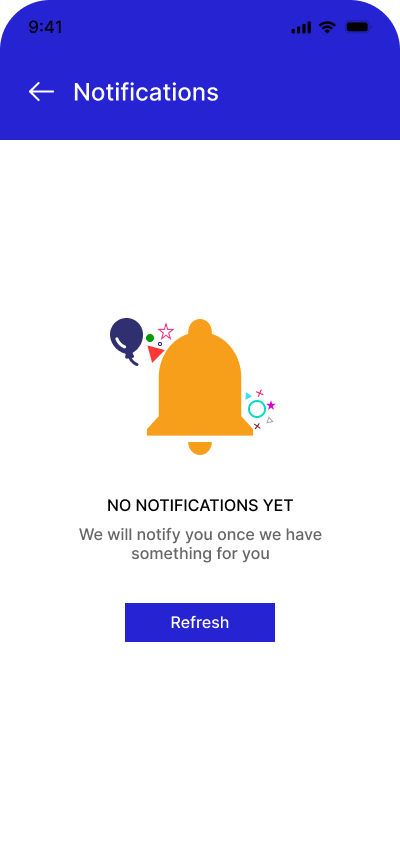 9:41
Notifications
NO NOTIFICATIONS YET
We will notify you once we have
something for you
Refresh